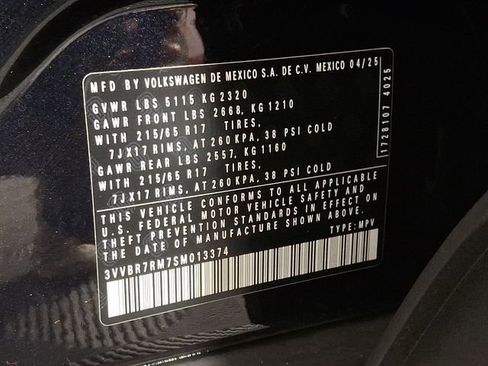 MFD BY VOLKSWAGEN DE MEXICO S.A. DE C.V. MEXICO 04/25
GVWR LBS 5115 KG 2320
GAWR FRONT LBS 2668, KG 1210
WITH 215/65 R17 TIRES,
7JX17 RIMS, AT 260 KPA, 38 PSI COLD
GAWR REAR LBS 2557, KG 1160
WITH 215/65 R17 TIRES,
7JX17 RIMS, AT 260 KPA, 38 PSI COLD
THIS VEHICLE CONFORMS TO ALL APPLICABLE
U.S. FEDERAL MOTOR VEHICLE SAFETY AND
THEFT PREVENTION STANDARDS IN EFFECT ON
THE DATE OF MANUFACTURE SHOWN ABOVE.
3VVBR7RM7SM013374 TYPE: MPV
1728107 4025